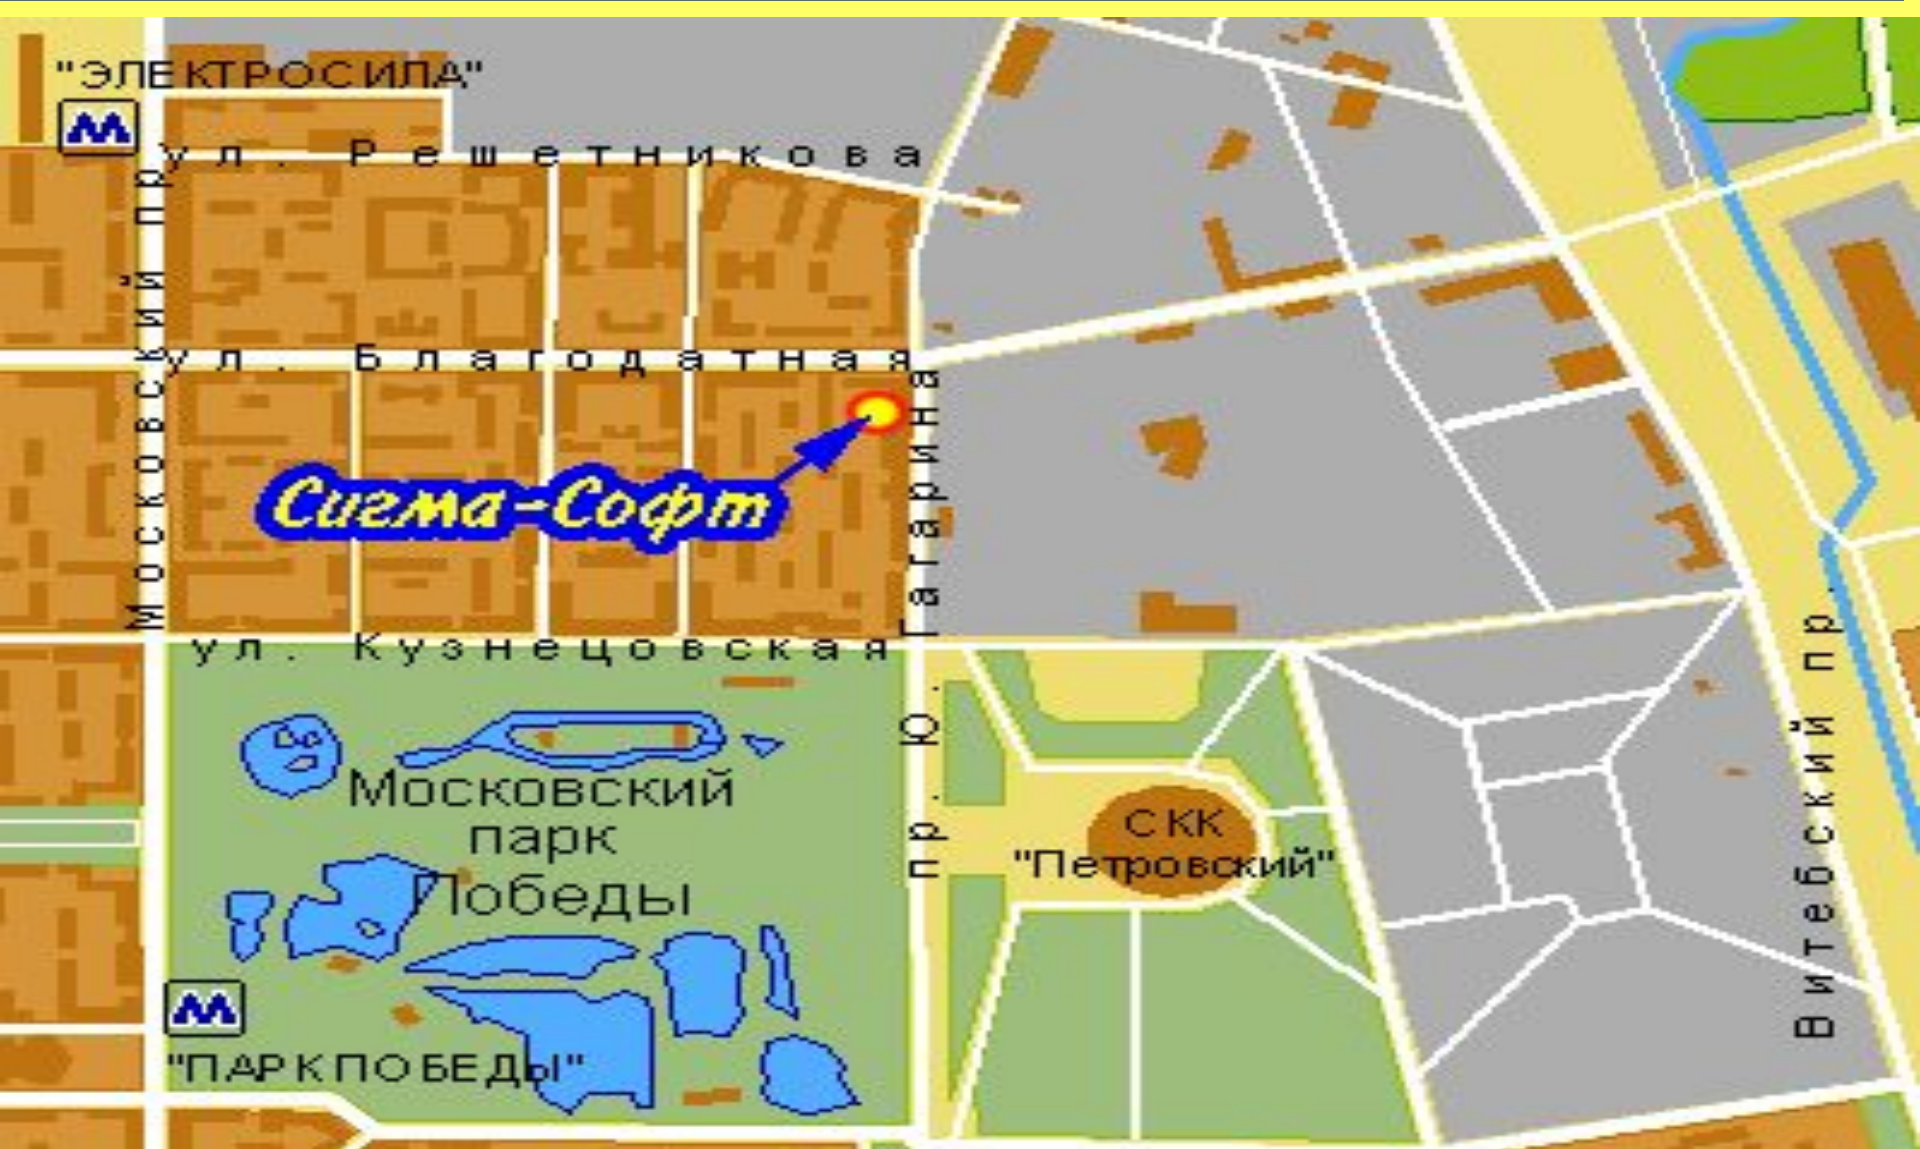 "ЭЛЕКТРОСИЛА"
М
ул. Решетникова
Московский пр.
ул. Благодатная
Сигма-Софт
пр. Ю. Гагарина
ул. Кузнецовская
Московский
парк
Победы
СКК
"Петровский"
Витебский пр.
М
"ПАРК ПОБЕДЫ"